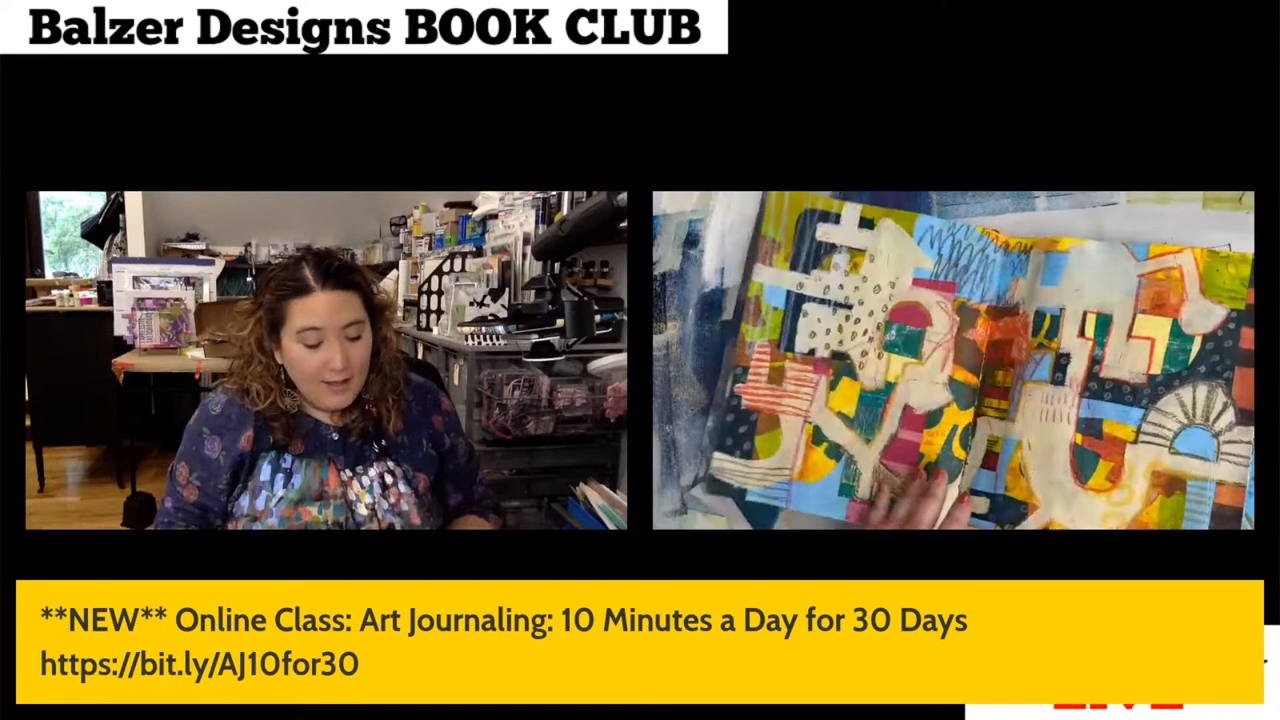 Balzer Designs BOOK CLUB
**NEW** Online Class: Art Journaling: 10 Minutes a Day for 30 Days
https://bit.ly/AJ10for30